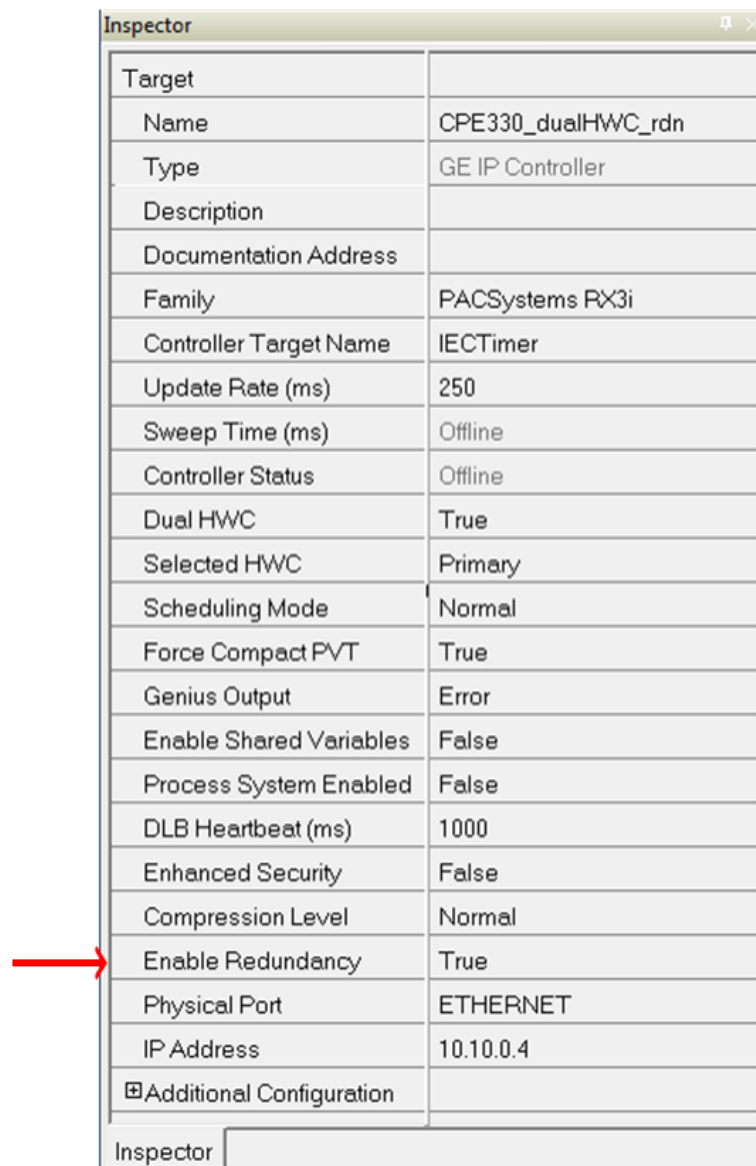 Inspector
Target
Name CPE330_dualHWC_rdn
Type GE IP Controller
Description
Documentation Address
Family PACSystems RX3i
Controller Target Name IECTimer
Update Rate (ms) 250
Sweep Time (ms) Offline
Controller Status Offline
Dual HWC True
Selected HWC Primary
Scheduling Mode Normal
Force Compact PVT True
Genius Output Error
Enable Shared Variables False
Process System Enabled False
DLB Heartbeat (ms) 1000
Enhanced Security False
Compression Level Normal
Enable Redundancy True
Physical Port ETHERNET
IP Address 10.10.0.4
Additional Configuration
Inspector